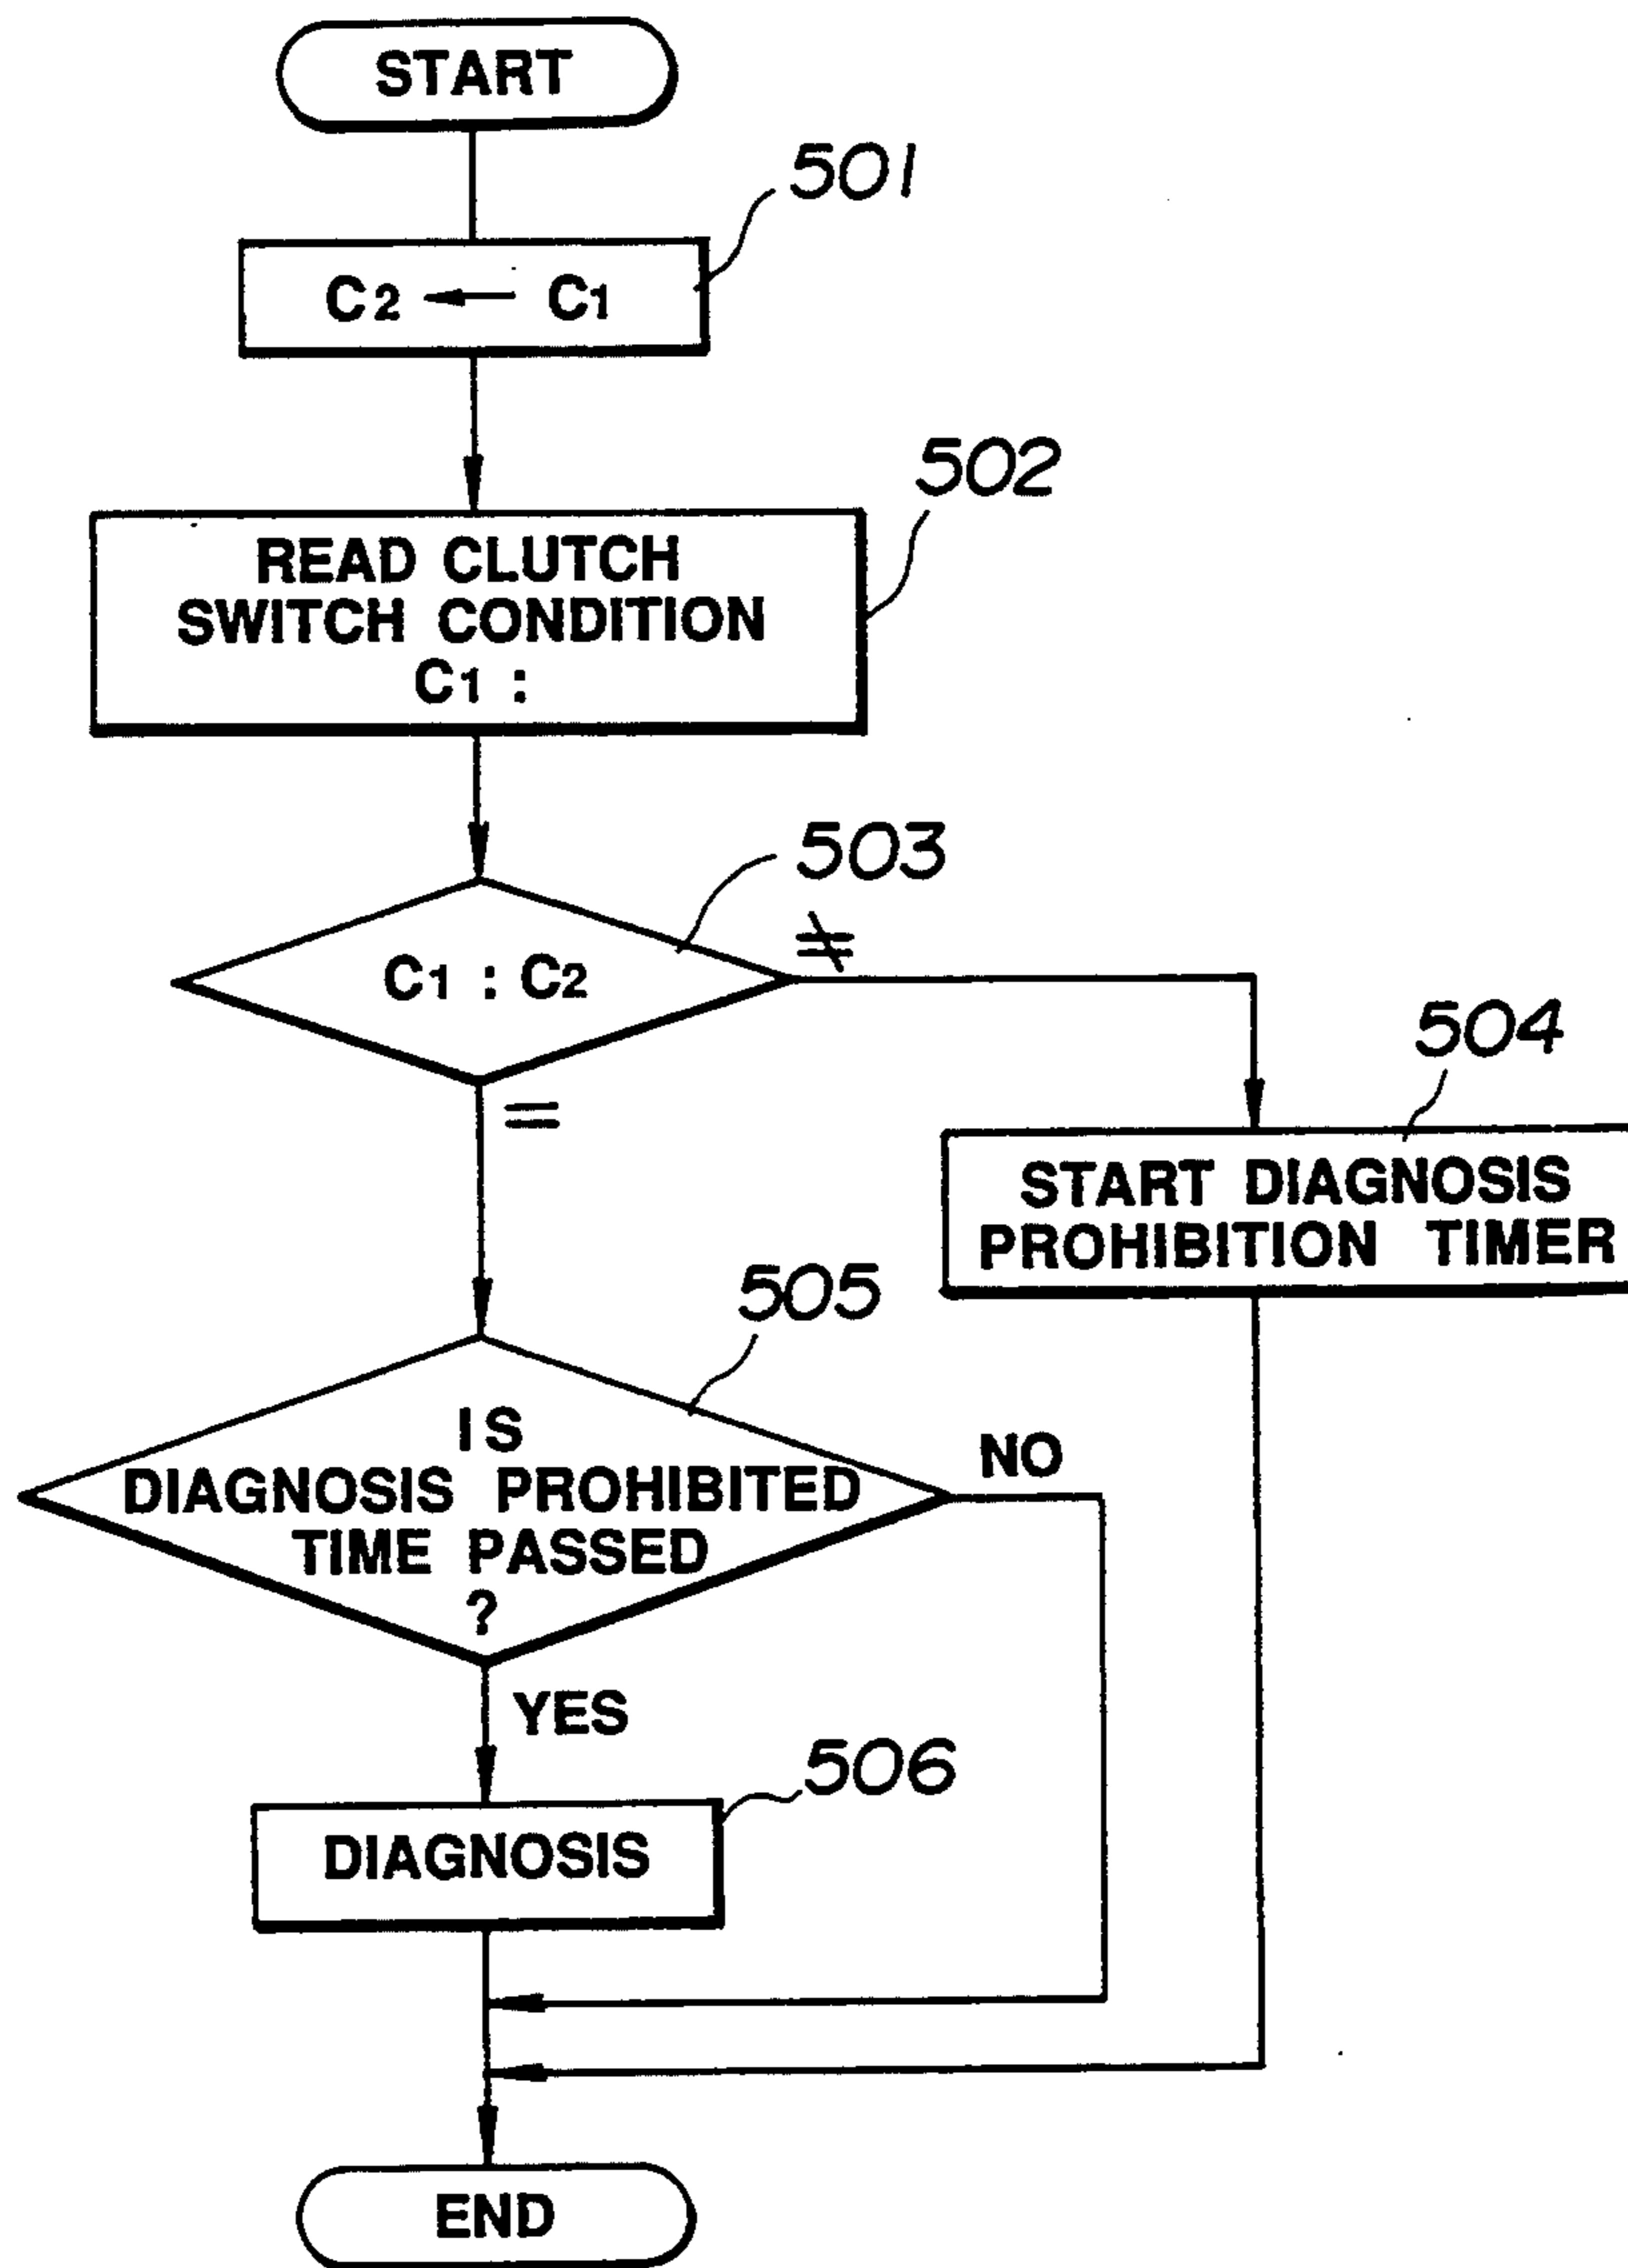 START
501
C2 ← C1
502
READ CLUTCH
SWITCH CONDITION
C1 :
503
C1 : C2
≠
=
504
START DIAGNOSIS
PROHIBITION TIMER
505
IS
DIAGNOSIS PROHIBITED
TIME PASSED
?
NO
YES
506
DIAGNOSIS
END